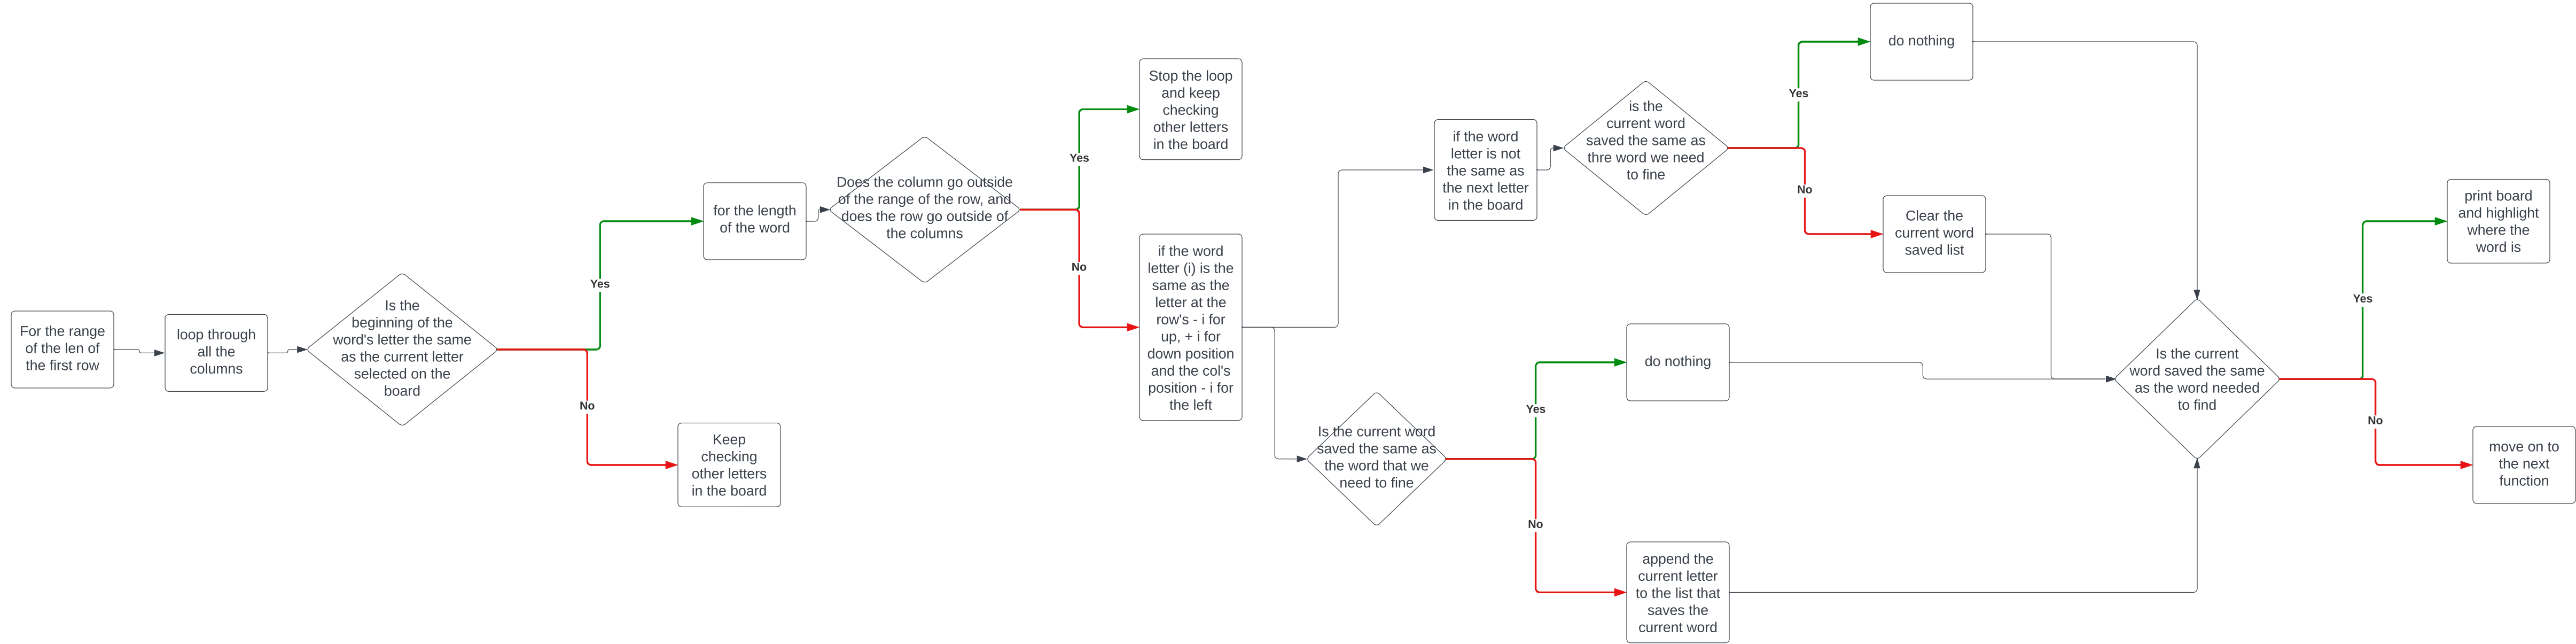 For the range
of the len of
the first row
loop through
all the
columns
Is the
beginning of the
word's letter the same
as the current letter
selected on the
board
Yes
No
for the length
of the word
Keep
checking
other letters
in the board
Does the column go outside
of the range of the row, and
does the row go outside of
the columns
Yes
No
Stop the loop
and keep
checking
other letters
in the board
if the word
letter (i) is the
same as the
letter at the
row's - i for
up, + i for
down position
and the col's
position - i for
the left
if the word
letter is not
the same as
the next letter
in the board
is the
current word
saved the same as
thre word we need
to fine
Yes
No
do nothing
Clear the
current word
saved list
Is the current word
saved the same as
the word that we
need to fine
Yes
No
do nothing
append the
current letter
to the list that
saves the
current word
Is the current
word saved the same
as the word needed
to find
Yes
No
print board
and highlight
where the
word is
move on to
the next
function